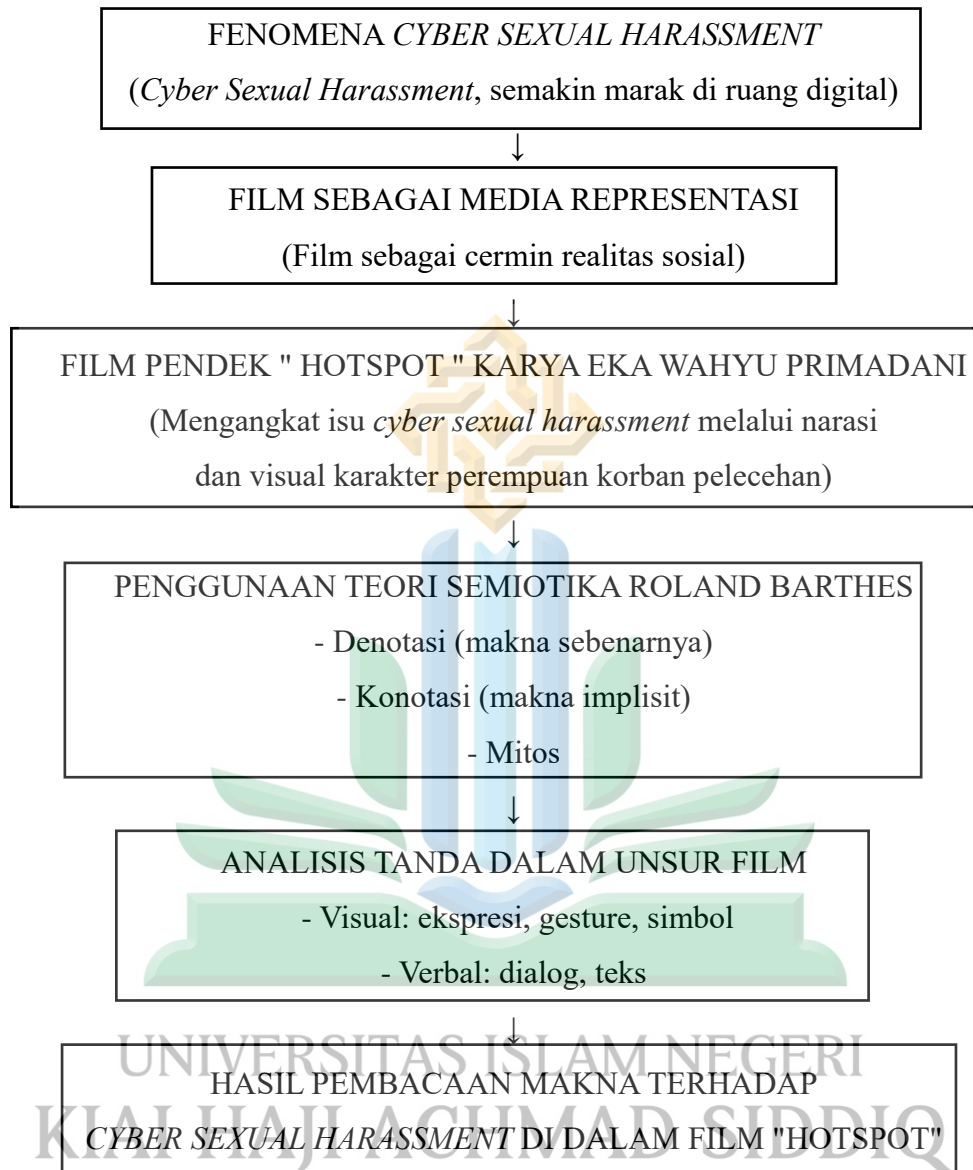 FENOMENA CYBER SEXUAL HARASSMENT
(Cyber Sexual Harassment, semakin marak di ruang digital)
↓
FILM SEBAGAI MEDIA REPRESENTASI
(Film sebagai cermin realitas sosial)
↓
FILM PENDEK " HOTSPOT " KARYA EKA WAHYU PRIMADANI
(Mengangkat isu cyber sexual harassment melalui narasi
dan visual karakter perempuan korban pelecehan)
↓
PENGGUNAAN TEORI SEMIOTIKA ROLAND BARTHES
- Denotasi (makna sebenarnya)
- Konotasi (makna implisit)
- Mitos
↓
ANALISIS TANDA DALAM UNSUR FILM
- Visual: ekspresi, gesture, simbol
- Verbal: dialog, teks
↓
UNIVERSITAS ISLAM NEGERI
HASIL PEMBACAAN MAKNA TERHADAP
KIAI HAJI ACHMAD SIDDIQ
CYBER SEXUAL HARASSMENT DI DALAM FILM "HOTSPOT"